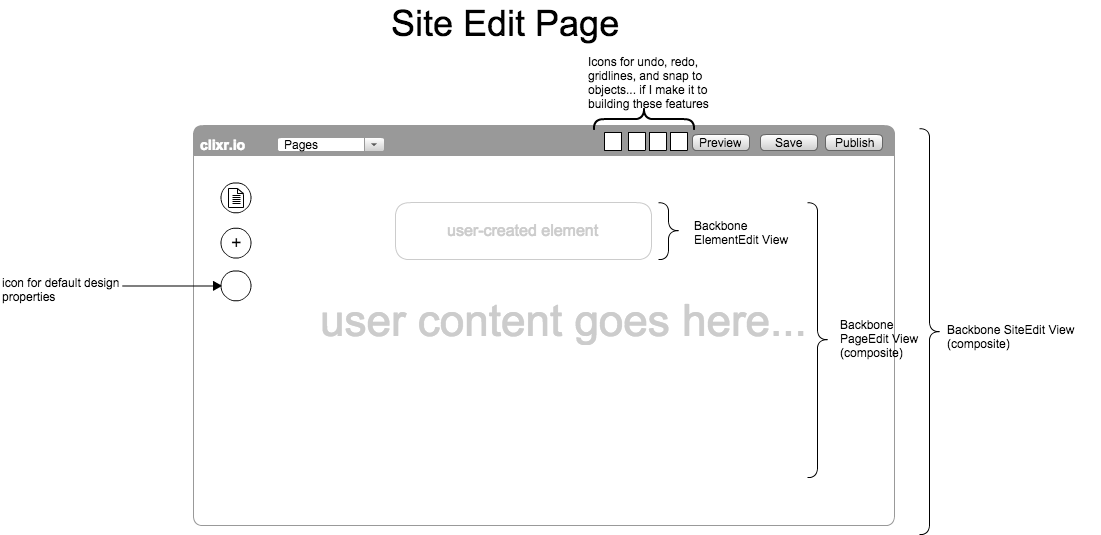 Site Edit Page
Icons for undo, redo,
gridlines, and snap to
objects... if I make it to
building these features
clixr.io
Pages
Preview
Save
Publish
user-created element
Backbone
ElementEdit View
+
icon for default design
properties
user content goes here...
Backbone
PageEdit View
(composite)
Backbone SiteEdit View
(composite)